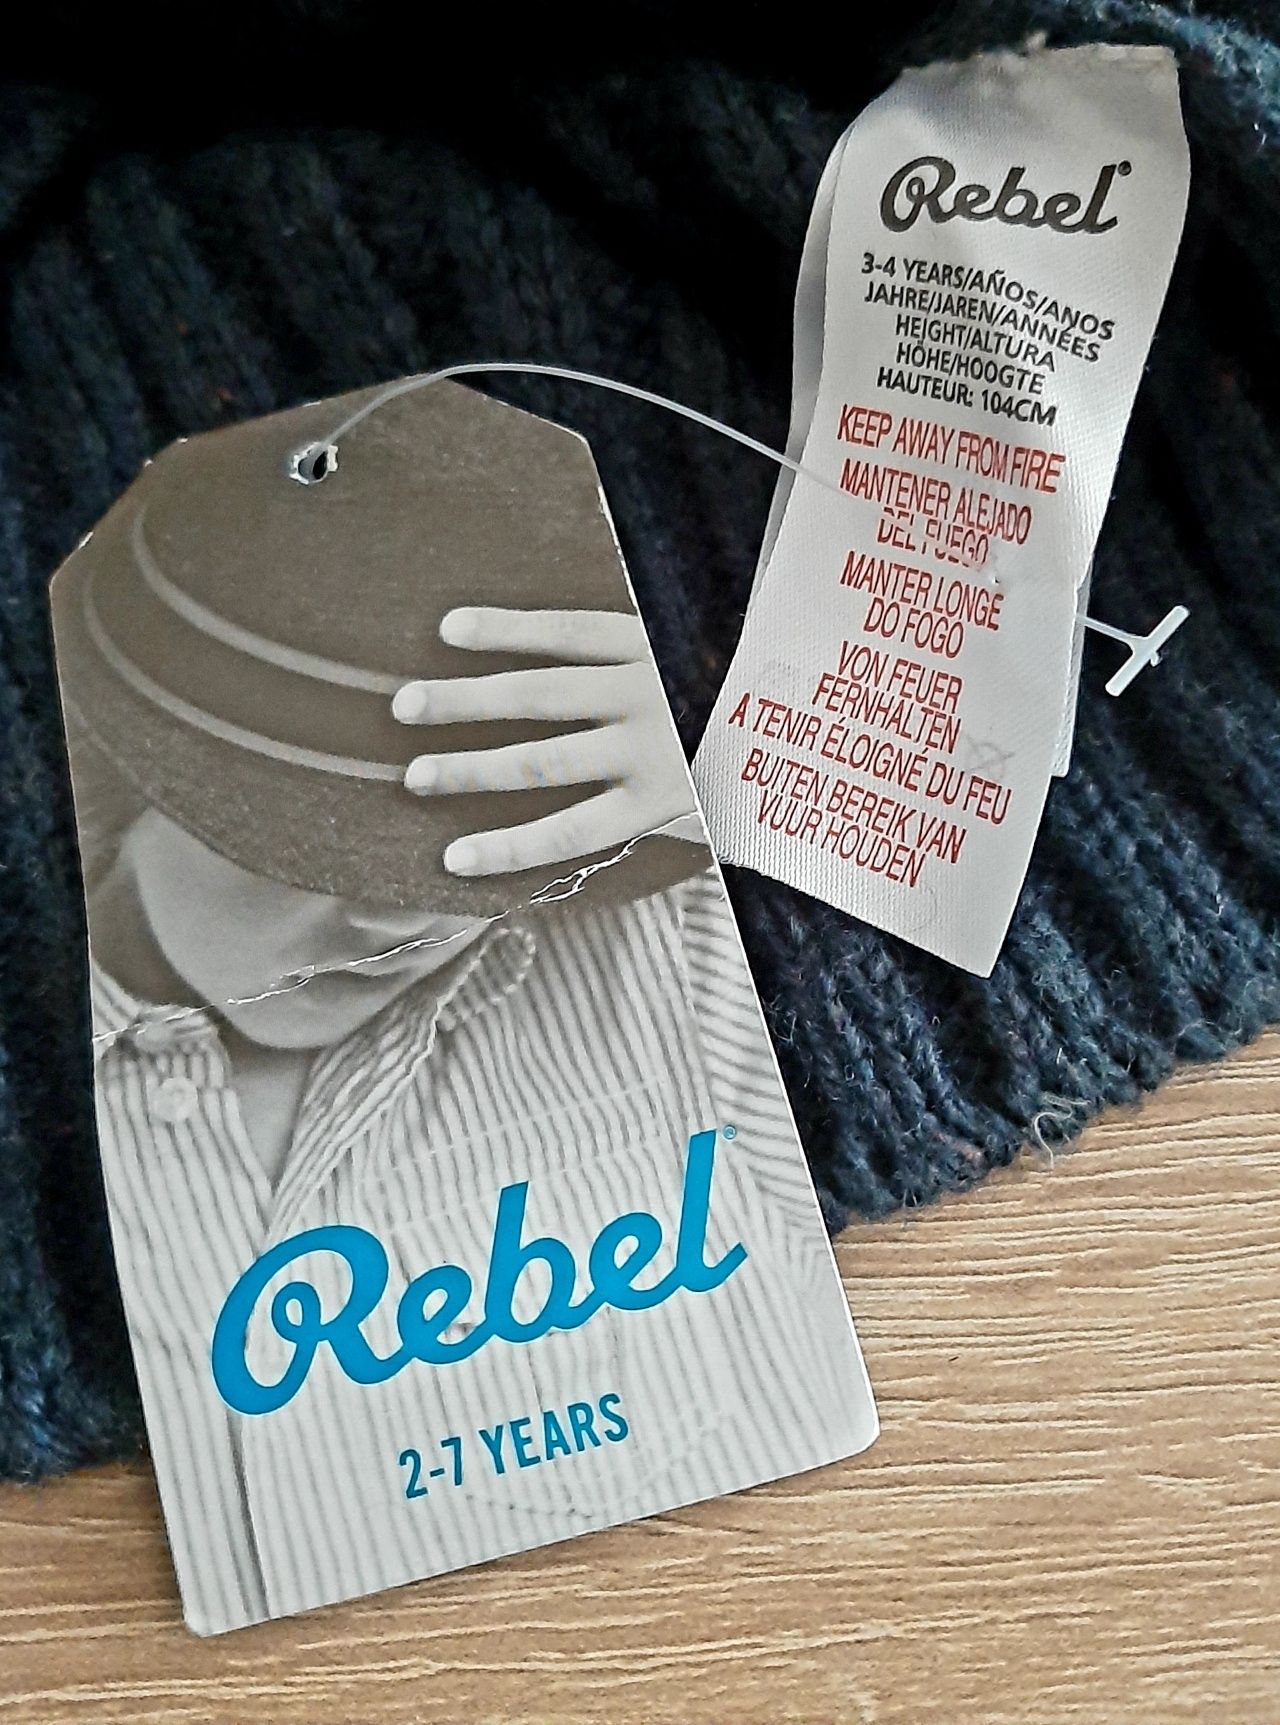 Rebel®
3-4 YEARS/AÑOS/ANOS
JAHRE/JAREN/ANNÉES
HEIGHT/ALTURA
HÖHE/HOOGTE
HAUTEUR: 104CM
KEEP AWAY FROM FIRE
MANTENER ALEJADO
DEL FUEGO
MANTER LONGE
DO FOGO
VON FEUER
FERNHALTEN
A TENIR ÉLOIGNÉ DU FEU
BUITEN BEREIK VAN
VUUR HOUDEN
Rebel®
2-7 YEARS